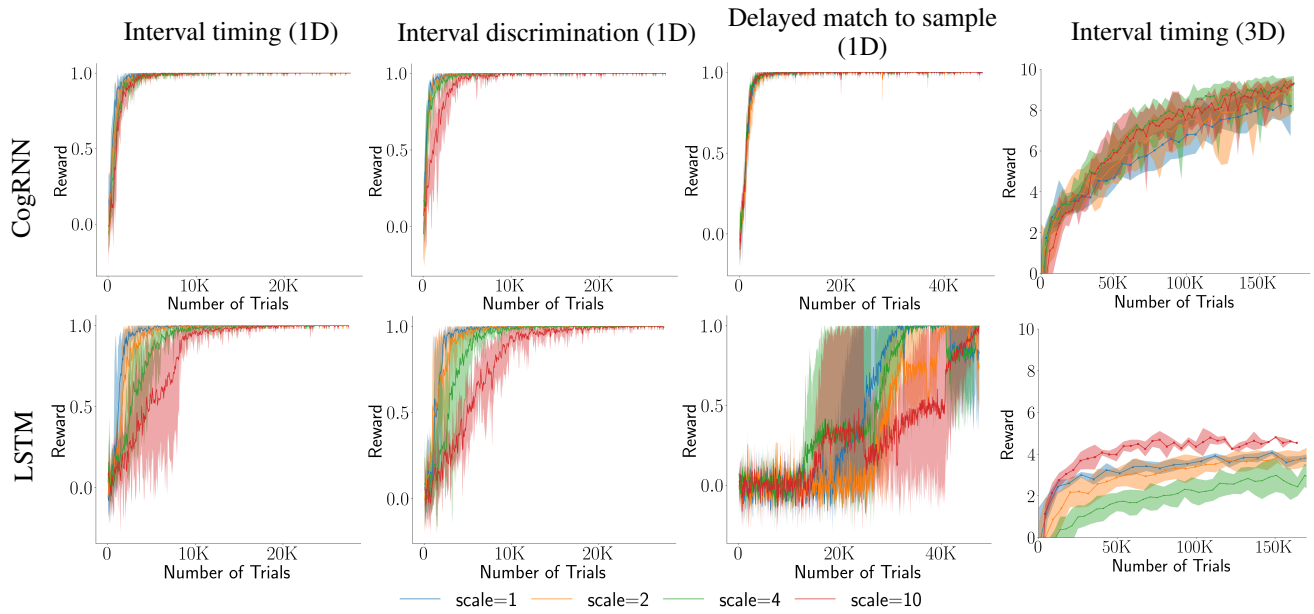 Interval timing (1D)
Interval discrimination (1D)
Delayed match to sample
(1D)
Interval timing (3D)
CogRNN
Reward
1.0
0.5
0.0
0 10K 20K
Number of Trials
Reward
1.0
0.5
0.0
0 10K 20K
Number of Trials
Reward
1.0
0.5
0.0
0 20K 40K
Number of Trials
Reward
10
8
6
4
2
0
0 50K 100K 150K
Number of Trials
LSTM
Reward
1.0
0.5
0.0
0 10K 20K
Number of Trials
Reward
1.0
0.5
0.0
0 10K 20K
Number of Trials
Reward
1.0
0.5
0.0
0 20K 40K
Number of Trials
Reward
10
8
6
4
2
0
0 50K 100K 150K
Number of Trials
scale=1 scale=2 scale=4 scale=10